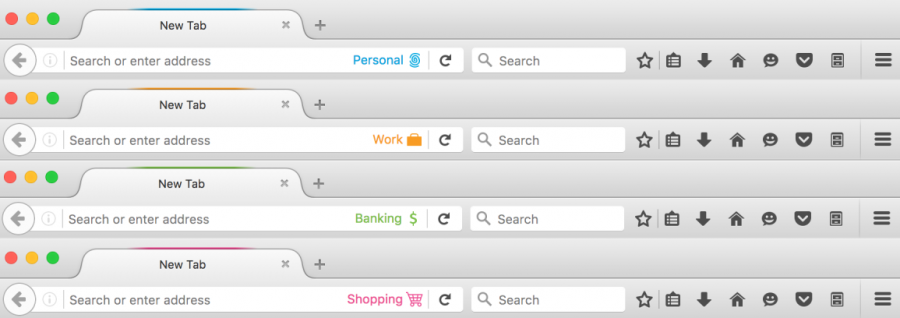 New Tab
Search or enter address Personal Search
New Tab
Search or enter address Work Search
New Tab
Search or enter address Banking $ Search
New Tab
Search or enter address Shopping Search